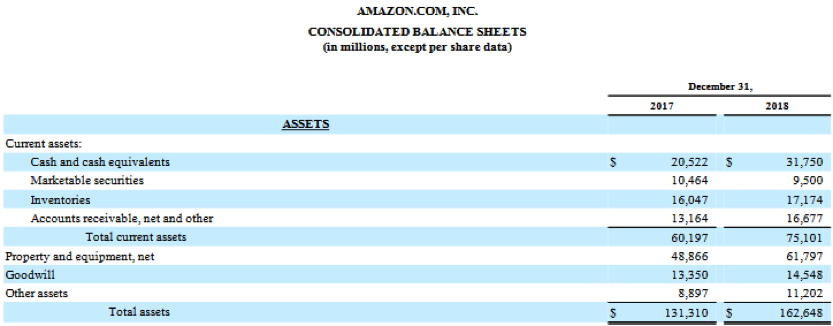 AMAZON.COM, INC.
CONSOLIDATED BALANCE SHEETS
(in millions, except per share data)
December 31,
2017 2018
ASSETS
Current assets:
Cash and cash equivalents $ 20,522 $ 31,750
Marketable securities 10,464 9,500
Inventories 16,047 17,174
Accounts receivable, net and other 13,164 16,677
Total current assets 60,197 75,101
Property and equipment, net 48,866 61,797
Goodwill 13,350 14,548
Other assets 8,897 11,202
Total assets $ 131,310 $ 162,648